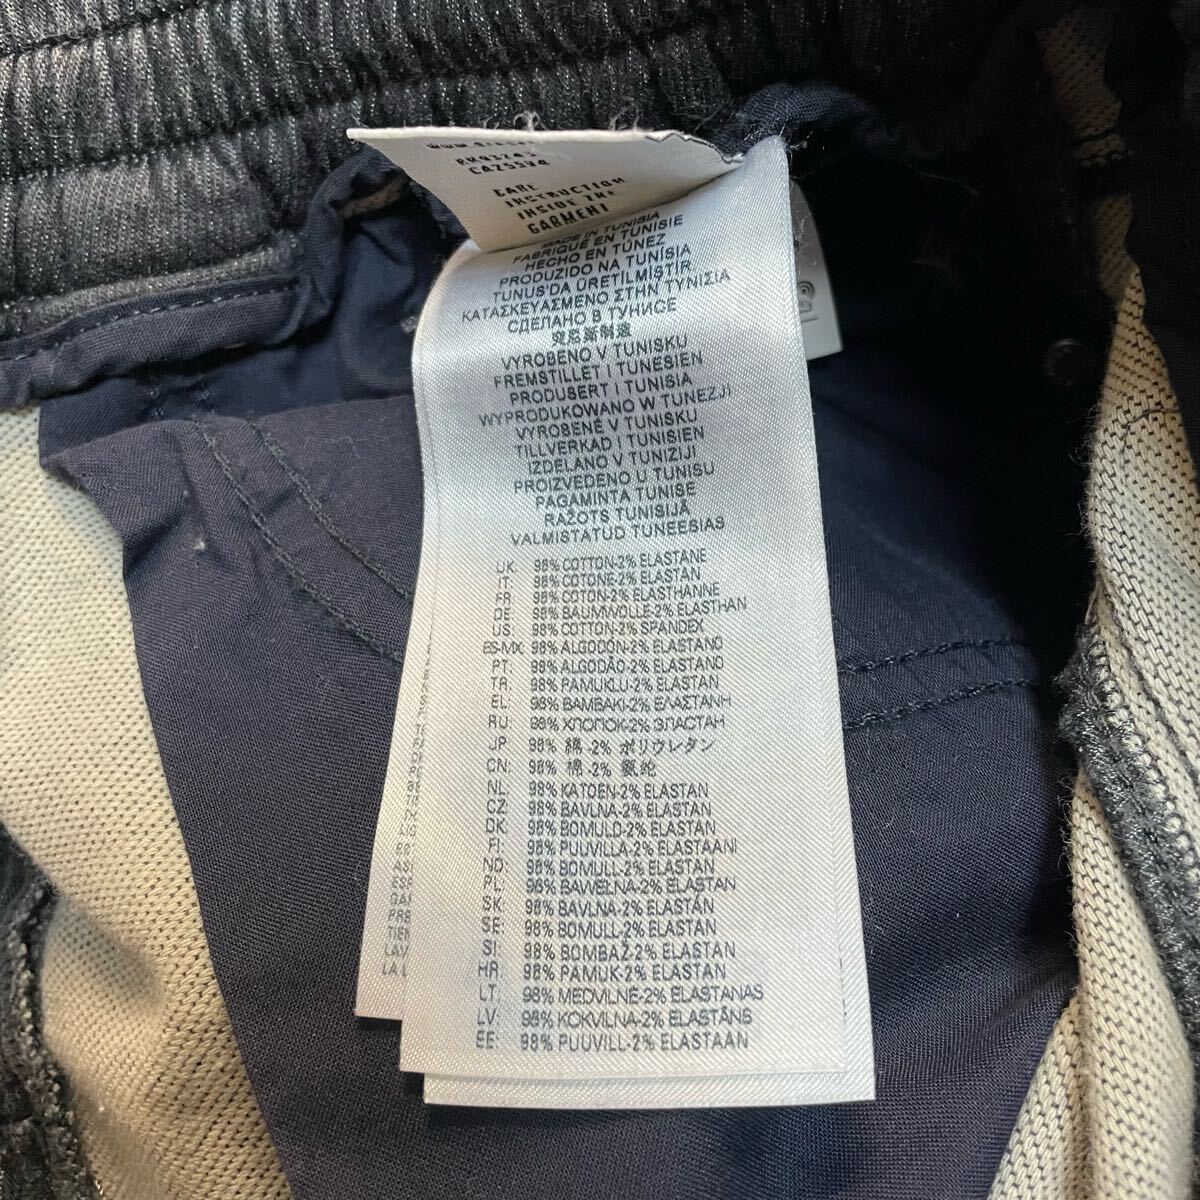 CARE
INSTRUCTION
INSIDE THE
GARMENT
MADE IN TUNISIA
FABRIQUÉ EN TUNISIE
HECHO EN TÚNEZ
PRODUZIDO NA TUNÍSIA
TUNUS'DA ÜRETİLMİŞTİR
ΚΑΤΑΣΚΕΥΑΣΜΕΝΟ ΣΤΗΝ ΤΥΝΙΣΙΑ
СДЕЛАНО В ТУНИСЕ
突尼斯制造
VYROBENO V TUNISKU
FREMSTILLET I TUNESIEN
PRODUSERT I TUNISIA
WYPRODUKOWANO W TUNEZJI
VYROBENÉ V TUNISKU
TILLVERKAD I TUNISIEN
IZDELANO V TUNIZIJI
PROIZVEDENO U TUNISU
PAGAMINTA TUNISE
RAŽOTS TUNISIJĀ
VALMISTATUD TUNEESIAS
UK: 98% COTTON-2% ELASTANE
IT: 98% COTONE-2% ELASTAN
FR: 98% COTON-2% ELASTHANNE
DE: 98% BAUMWOLLE-2% ELASTHAN
US: 98% COTTON-2% SPANDEX
ES-MX: 98% ALGODÓN-2% ELASTANO
PT: 98% ALGODÃO-2% ELASTANO
TR: 98% PAMUKLU-2% ELASTAN
EL: 98% ΒΑΜΒΑΚΙ-2% ΕΛΑΣΤΑΝΗ
RU: 98% ХЛОПОК-2% ЭЛАСТАН
JP: 98% 綿 -2% ポリウレタン
CN: 98% 棉 -2% 氨纶
NL: 98% KATOEN-2% ELASTAN
CZ: 98% BAVLNA-2% ELASTAN
DK: 98% BOMULD-2% ELASTAN
FI: 98% PUUVILLA-2% ELASTAANI
NO: 98% BOMULL-2% ELASTAN
PL: 98% BAWEŁNA-2% ELASTAN
SK: 98% BAVLNA-2% ELASTÁN
SE: 98% BOMULL-2% ELASTAN
SI: 98% BOMBAŽ-2% ELASTAN
HR: 98% PAMUK-2% ELASTAN
LT: 98% MEDVILNĖ-2% ELASTANAS
LV: 98% KOKVILNA-2% ELASTĀNS
EE: 98% PUUVILL-2% ELASTAAN